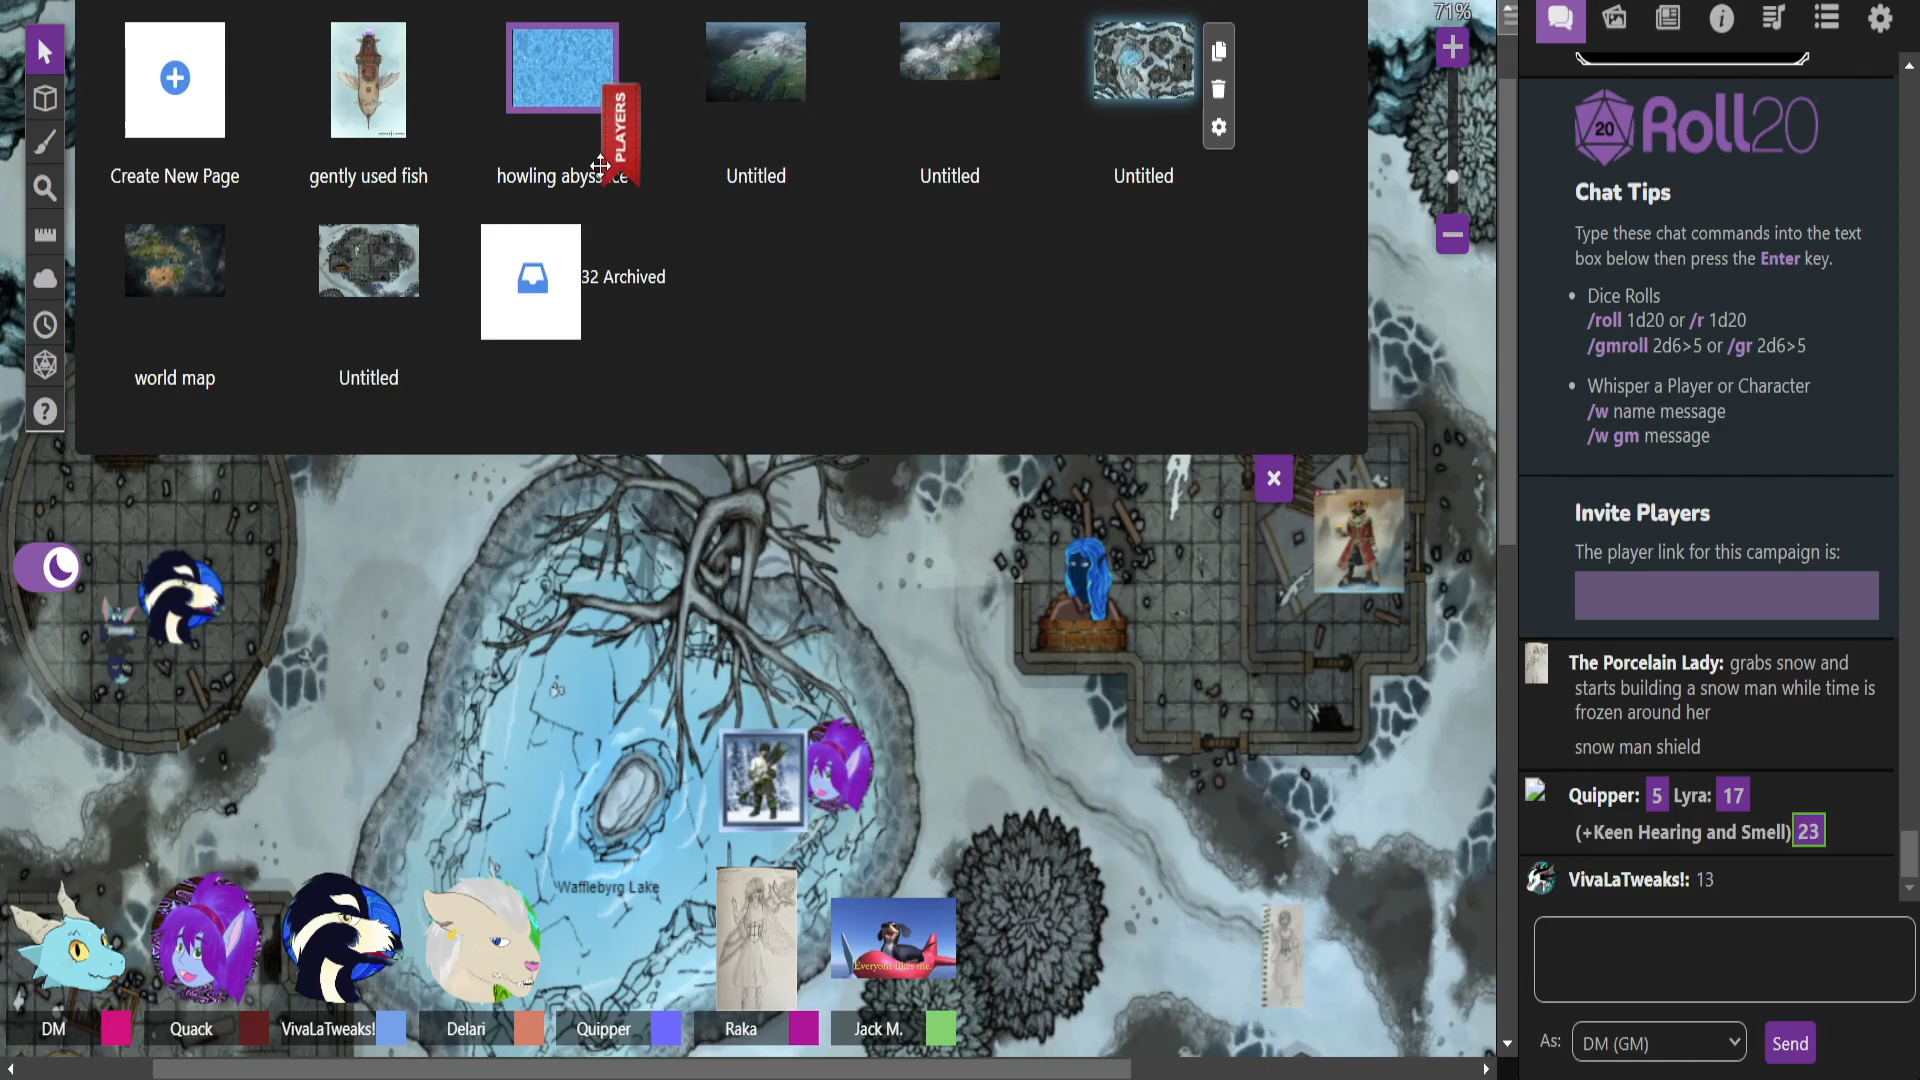 71%
PLAYERS
Create New Page
gently used fish
Untitled
Untitled
Untitled
32 Archived
world map
Untitled
Wafflebyrg Lake
Everyone likes me.
DM
Quack
VivaLaTweaks!
Delari
Quipper
Raka
Jack M.
20
Roll20
Chat Tips
Type these chat commands into the text
box below then press the Enter key.
• Dice Rolls
/roll 1d20 or /r 1d20
/gmroll 2d6>5 or /gr 2d6>5
• Whisper a Player or Character
/w name message
/w gm message
Invite Players
The player link for this campaign is:
The Porcelain Lady: grabs snow and
starts building a snow man while time is
frozen around her
snow man shield
Quipper: 5 Lyra: 17
(+Keen Hearing and Smell) 23
VivaLaTweaks!: 13
As: DM (GM) Send